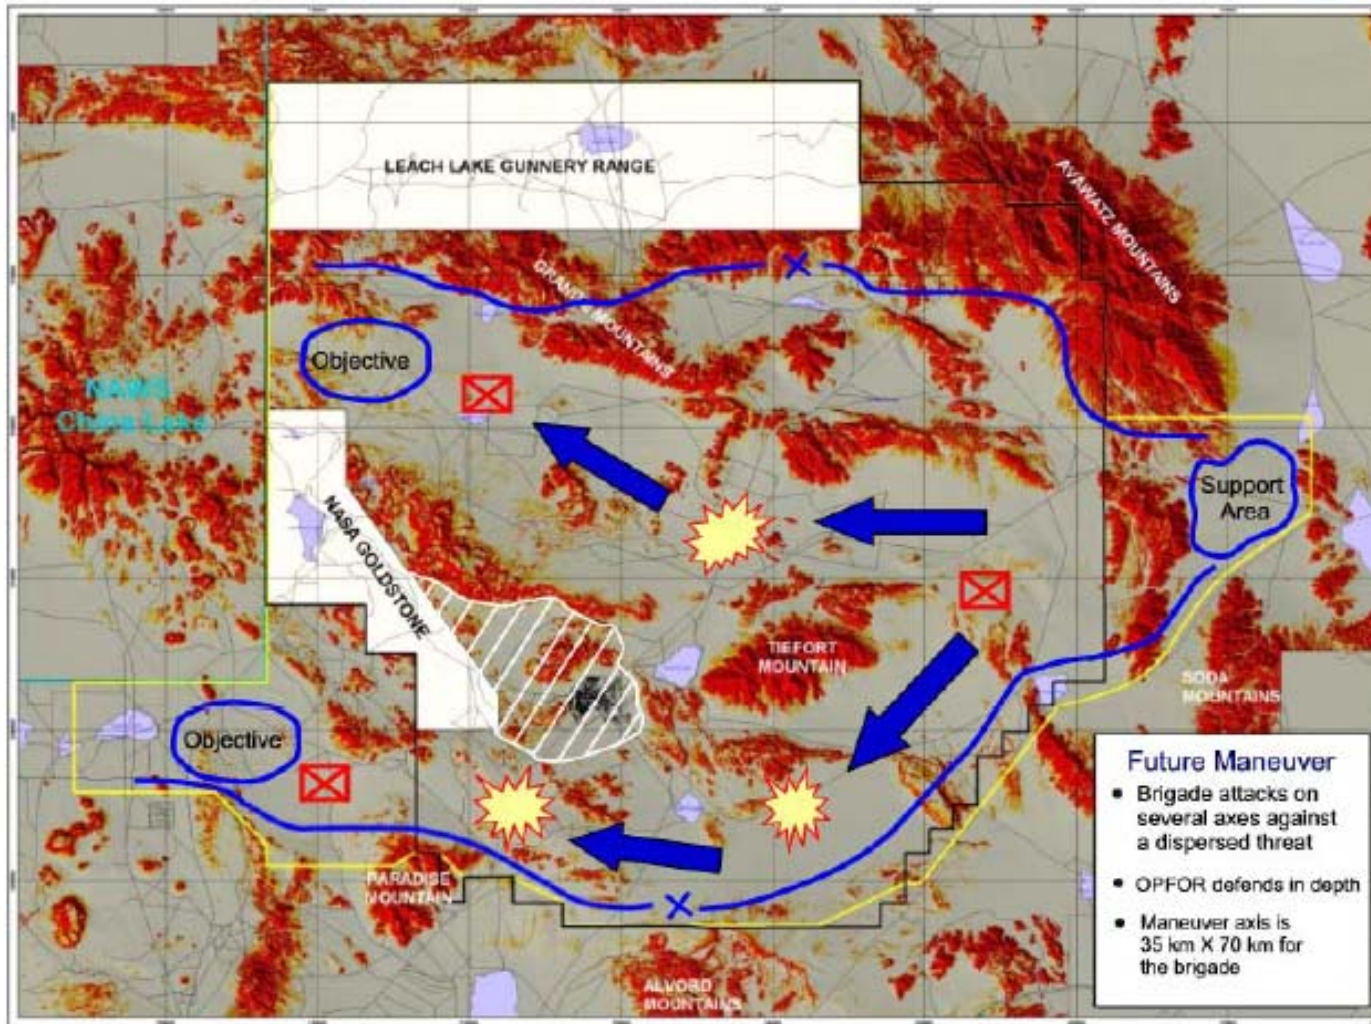 LEACH LAKE GUNNERY RANGE
AVAWATZ MOUNTAINS
GRANITE MOUNTAINS
Objective
NAWS
China Lake
Support
Area
NASA GOLDSTONE
TIEFORT
MOUNTAIN
SODA
MOUNTAINS
Objective
PARADISE
MOUNTAIN
ALVORD
MOUNTAINS
Future Maneuver
• Brigade attacks on
several axes against
a dispersed threat
• OPFOR defends in depth
• Maneuver axis is
35 km X 70 km for
the brigade